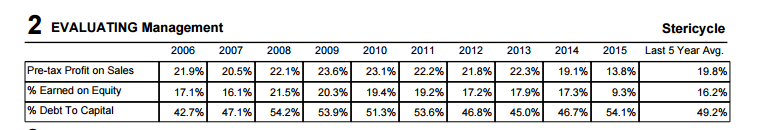 2 EVALUATING Management Stericycle
2006 2007 2008 2009 2010 2011 2012 2013 2014 2015 Last 5 Year Avg.
Pre-tax Profit on Sales 21.9% 20.5% 22.1% 23.6% 23.1% 22.2% 21.8% 22.3% 19.1% 13.8% 19.8%
% Earned on Equity 17.1% 16.1% 21.5% 20.3% 19.4% 19.2% 17.2% 17.9% 17.3% 9.3% 16.2%
% Debt To Capital 42.7% 47.1% 54.2% 53.9% 51.3% 53.6% 46.8% 45.0% 46.7% 54.1% 49.2%